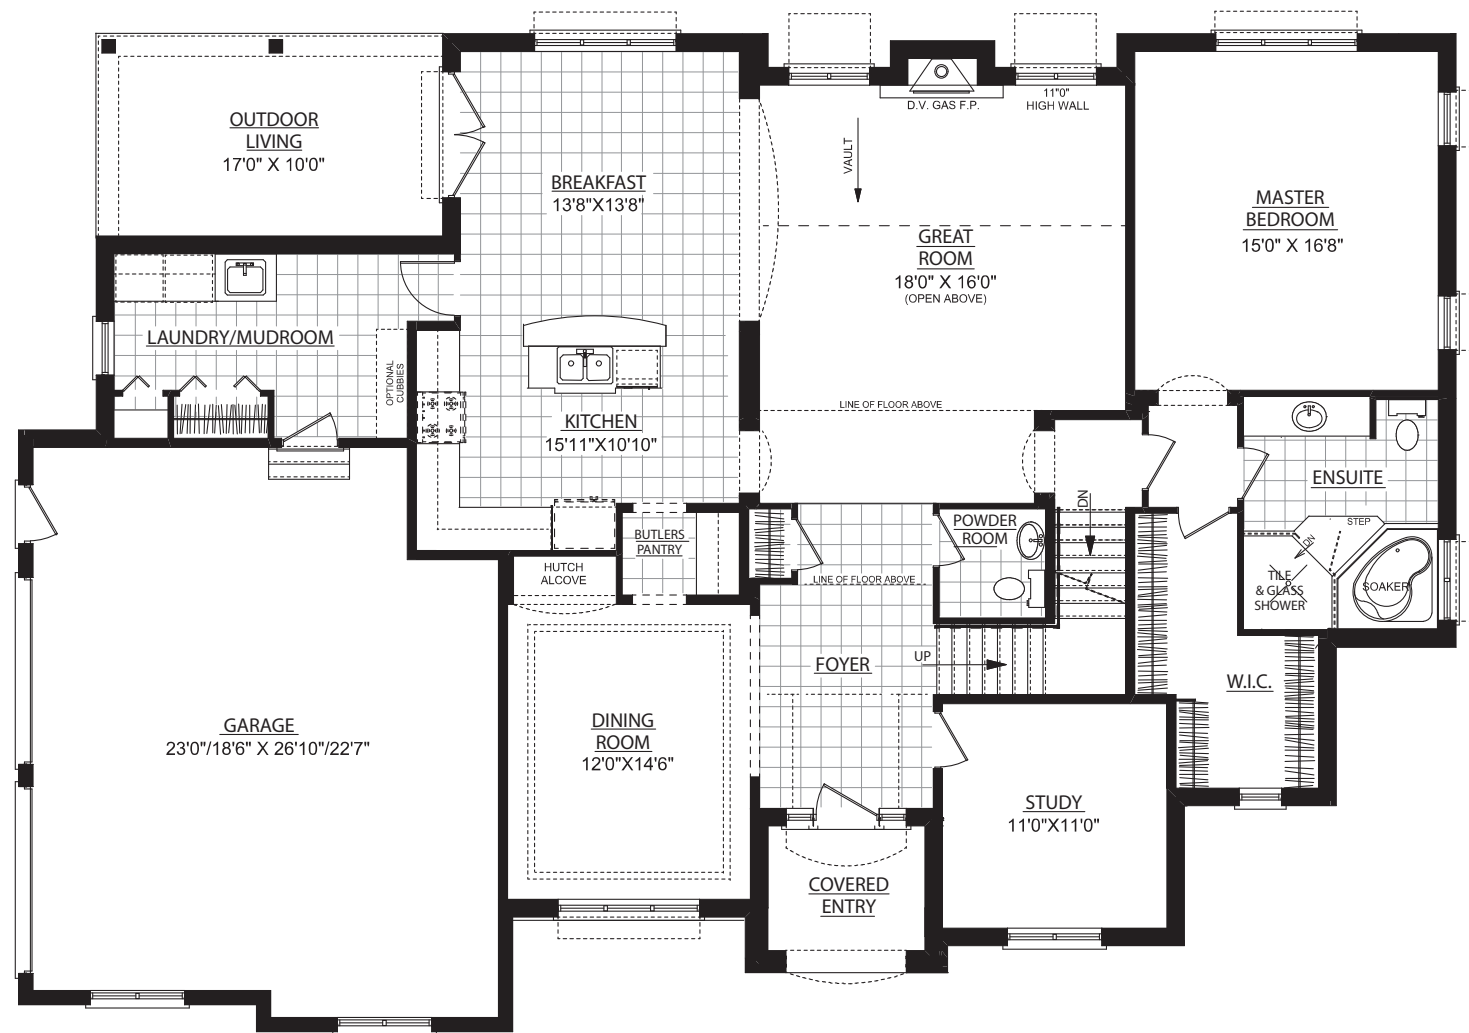 OUTDOOR
LIVING
17'0" X 10'0"
BREAKFAST
13'8"X13'8"
VAULT
D.V. GAS F.P.
11"0"
HIGH WALL
GREAT
ROOM
18'0" X 16'0"
(OPEN ABOVE)
MASTER
BEDROOM
15'0" X 16'8"
LAUNDRY/MUDROOM
OPTIONAL
CUBBIES
KITCHEN
15'11"X10'10"
LINE OF FLOOR ABOVE
ENSUITE
STEP
DN
TILE
& GLASS
SHOWER
SOAKER
DN
POWDER
ROOM
BUTLERS
PANTRY
HUTCH
ALCOVE
LINE OF FLOOR ABOVE
FOYER
UP
W.I.C.
GARAGE
23'0"/18'6" X 26'10"/22'7"
DINING
ROOM
12'0"X14'6"
STUDY
11'0"X11'0"
COVERED
ENTRY